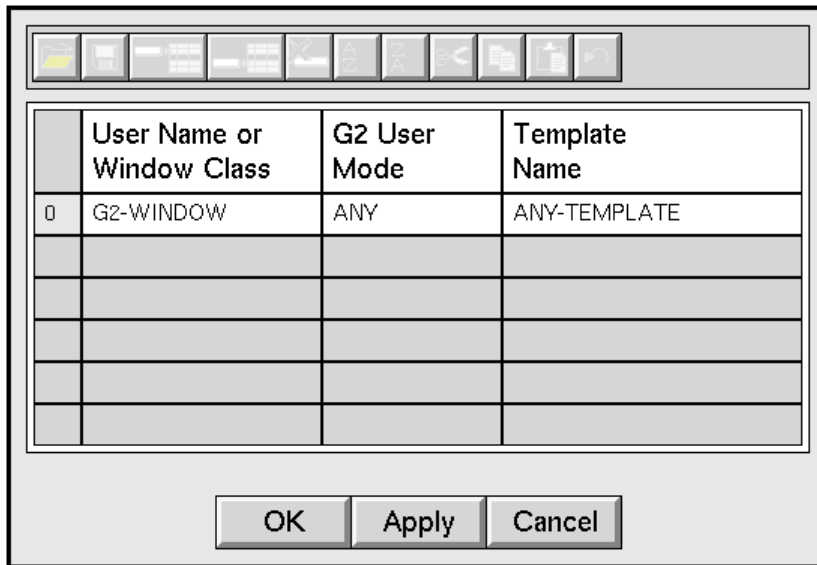 User Name or Window Class
G2 User Mode
Template Name
0 G2-WINDOW ANY ANY-TEMPLATE
OK Apply Cancel